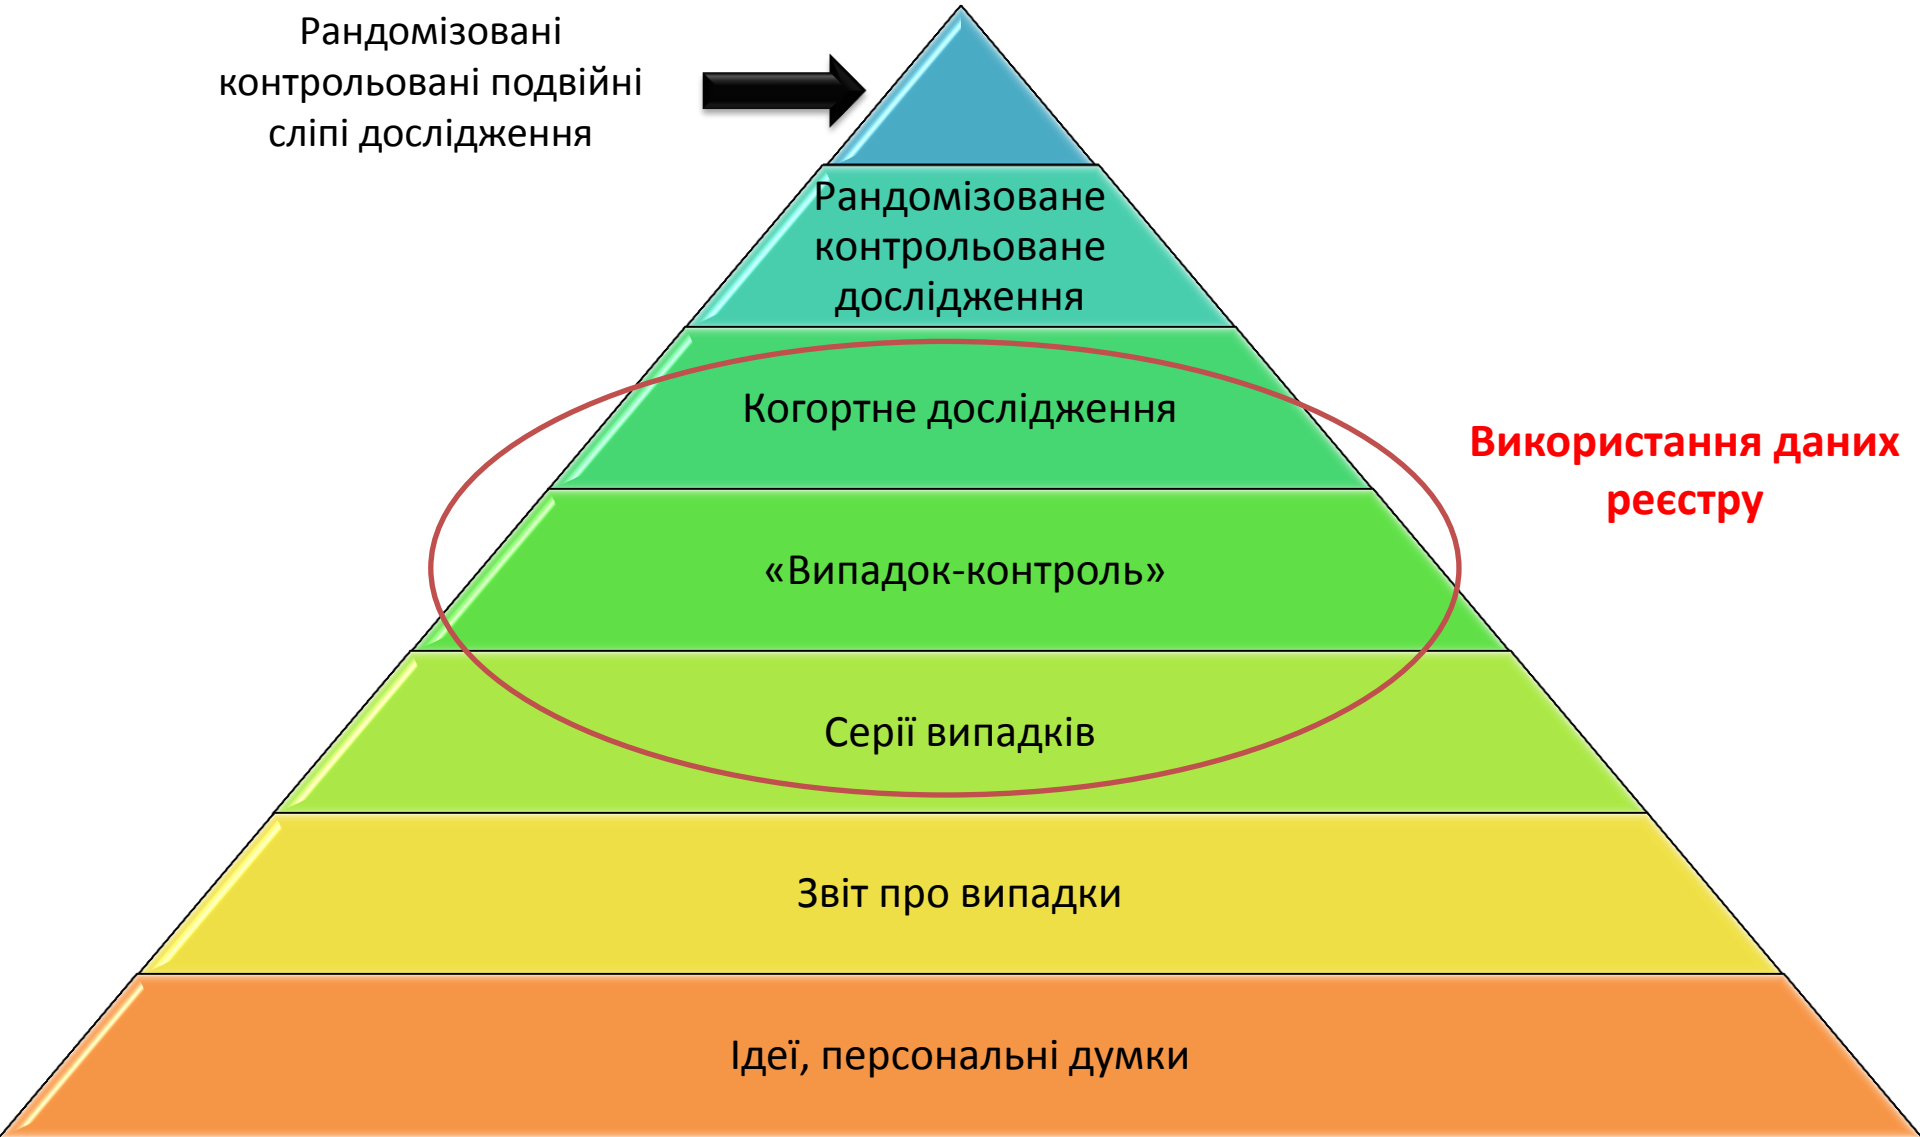 Рандомізовані
контрольовані подвійні
сліпі дослідження
Рандомізоване
контрольоване
дослідження
Когортне дослідження
Використання даних
реєстру
«Випадок-контроль»
Серії випадків
Звіт про випадки
Ідеї, персональні думки